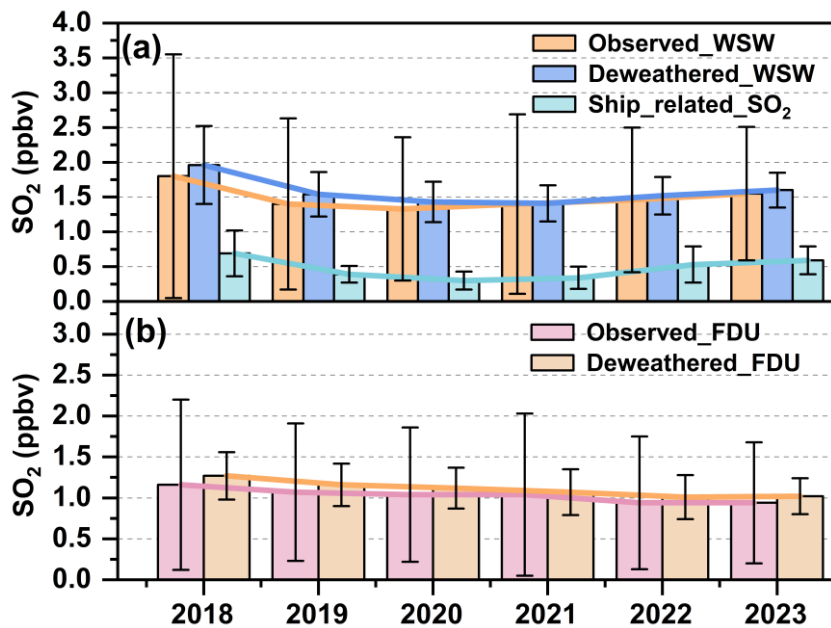 (a)
Observed_WSW
Deweathered_WSW
Ship_related_SO₂
SO₂ (ppbv)
4.0
3.5
3.0
2.5
2.0
1.5
1.0
0.5
0.0
(b)
Observed_FDU
Deweathered_FDU
SO₂ (ppbv)
3.0
2.5
2.0
1.5
1.0
0.5
0.0
2018 2019 2020 2021 2022 2023